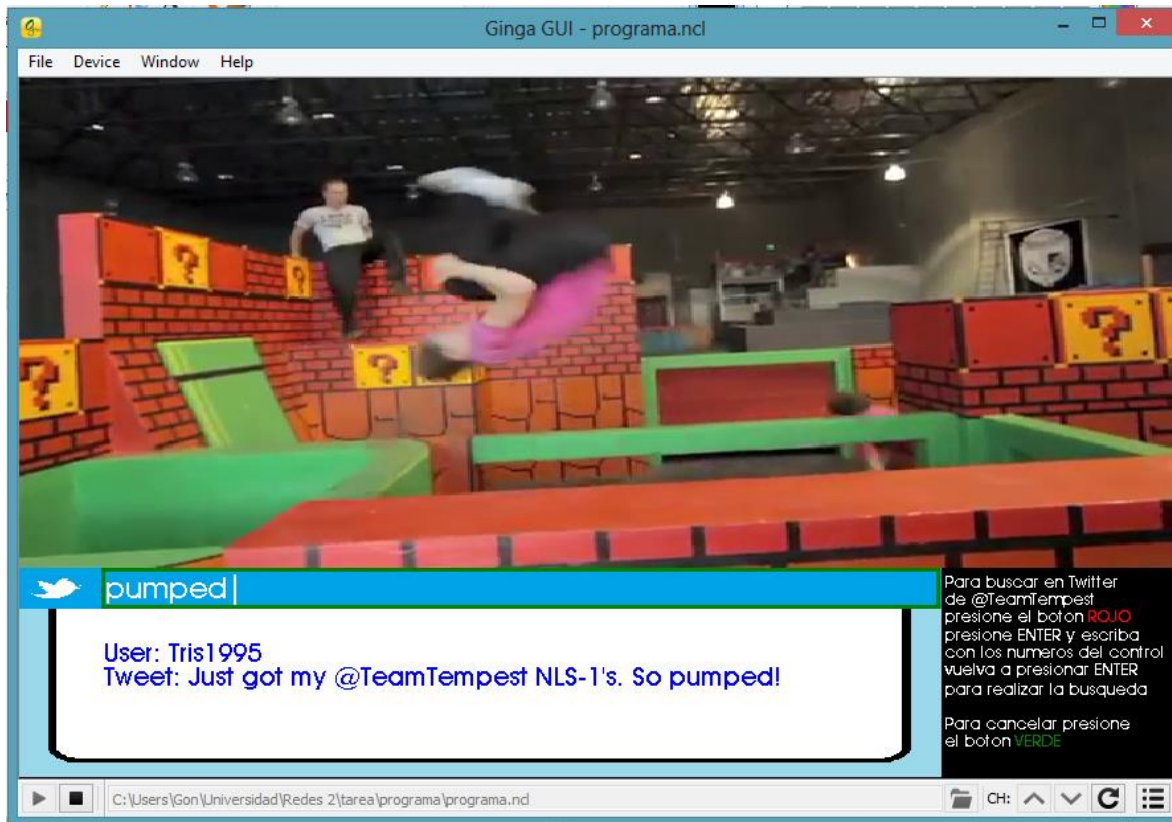 Ginga GUI - programa.ncl
File Device Window Help
pumped
User: Tris1995
Tweet: Just got my @TeamTempest NLS-1's. So pumped!
Para buscar en Twitter
de @TeamTempest
presione el boton ROJO
presione ENTER y escriba
con los numeros del control
vuelva a presionar ENTER
para realizar la busqueda
Para cancelar presione
el boton VERDE
C:\Users\Gon\Universidad\Redes 2\tarea\programa\programa.ncl
CH: